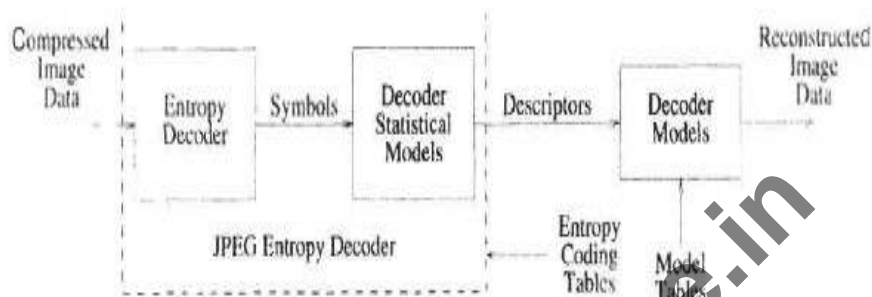 Compressed
Image
Data
Entropy
Decoder
Symbols
Decoder
Statistical
Models
Descriptors
Decoder
Models
Reconstructed
Image
Data
JPEG Entropy Decoder
Entropy
Coding
Tables
Model
Tables
e.in